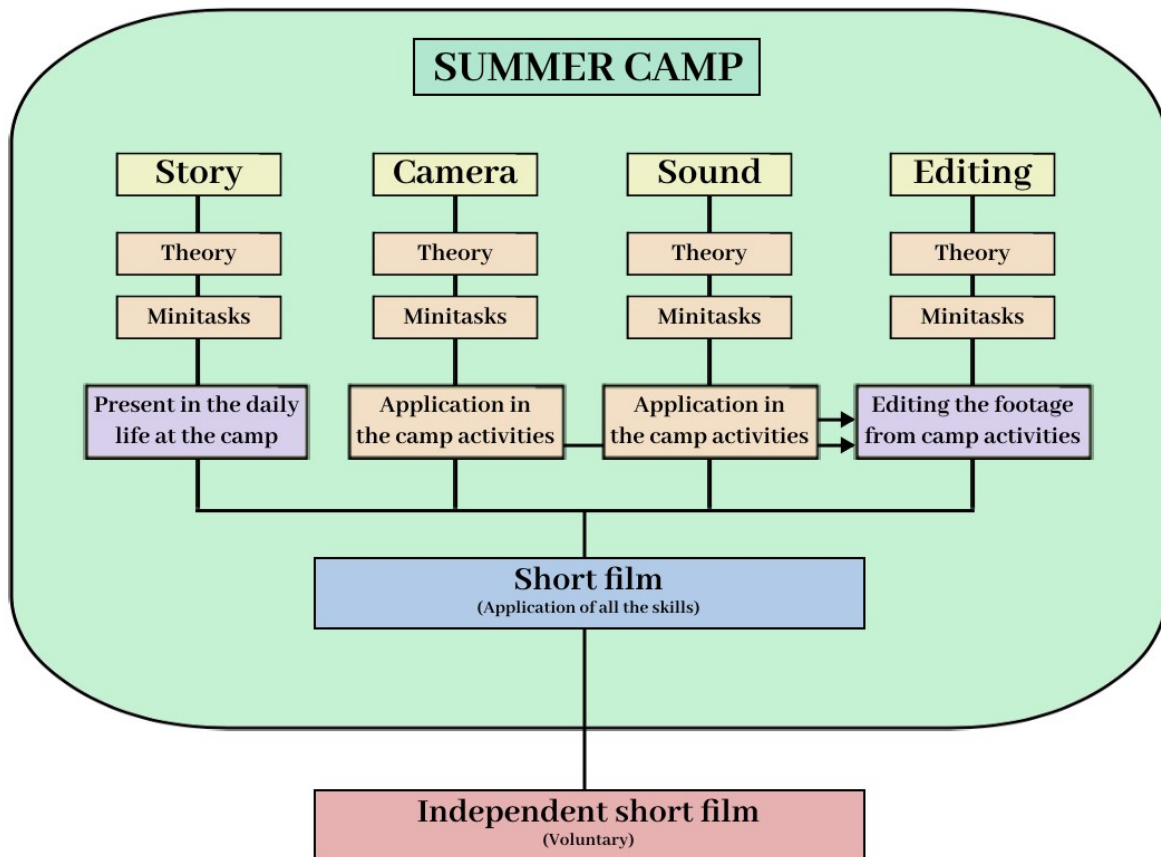 SUMMER CAMP
Story
Camera
Sound
Editing
Theory
Theory
Theory
Theory
Minitasks
Minitasks
Minitasks
Minitasks
Present in the daily
life at the camp
Application in
the camp activities
Application in
the camp activities
Editing the footage
from camp activities
Short film
(Application of all the skills)
Independent short film
(Voluntary)